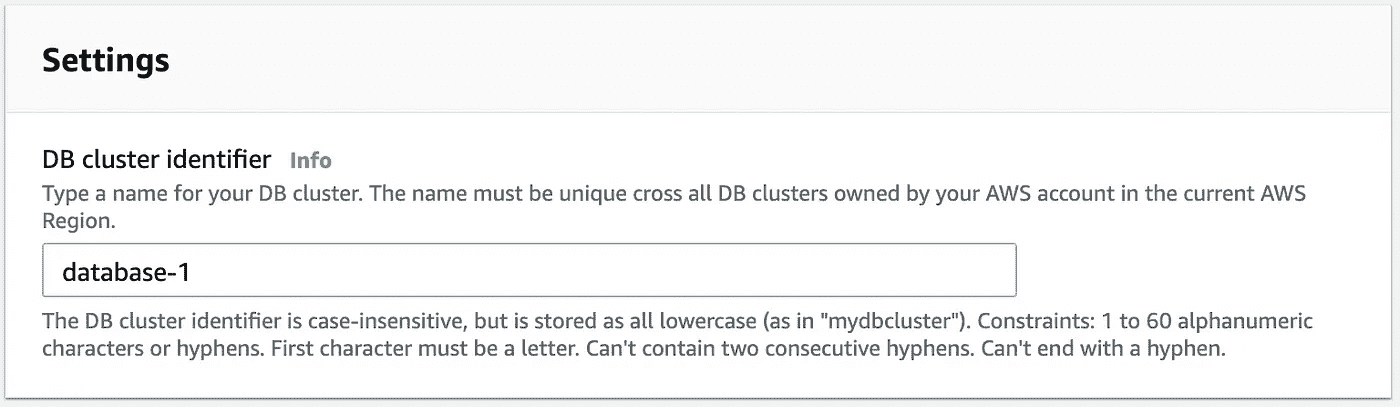 Settings
DB cluster identifier Info
Type a name for your DB cluster. The name must be unique cross all DB clusters owned by your AWS account in the current AWS
Region.
database-1
The DB cluster identifier is case-insensitive, but is stored as all lowercase (as in "mydbcluster"). Constraints: 1 to 60 alphanumeric
characters or hyphens. First character must be a letter. Can't contain two consecutive hyphens. Can't end with a hyphen.